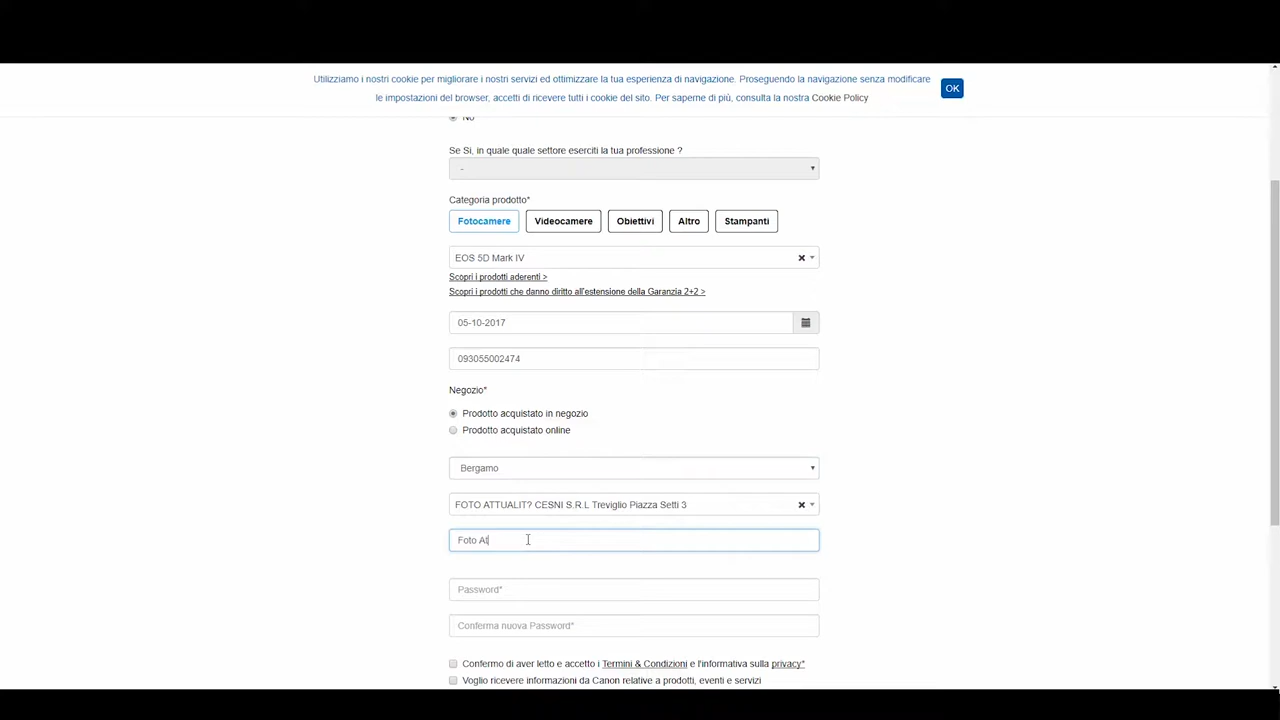 Utilizziamo i nostri cookie per migliorare i nostri servizi ed ottimizzare la tua esperienza di navigazione. Proseguendo la navigazione senza modificare
le impostazioni del browser, accetti di ricevere tutti i cookie del sito. Per saperne di più, consulta la nostra Cookie Policy
OK
No
Se Si, in quale quale settore eserciti la tua professione ?
-
Categoria prodotto*
Fotocamere Videocamere Obiettivi Altro Stampanti
EOS 5D Mark IV
Scopri i prodotti aderenti >
Scopri i prodotti che danno diritto all'estensione della Garanzia 2+2 >
05-10-2017
093055002474
Negozio*
Prodotto acquistato in negozio
Prodotto acquistato online
Bergamo
FOTO ATTUALIT? CESNI S.R.L Treviglio Piazza Setti 3
Foto At
Password*
Conferma nuova Password*
Confermo di aver letto e accetto i Termini & Condizioni e l'informativa sulla privacy*
Voglio ricevere informazioni da Canon relative a prodotti, eventi e servizi